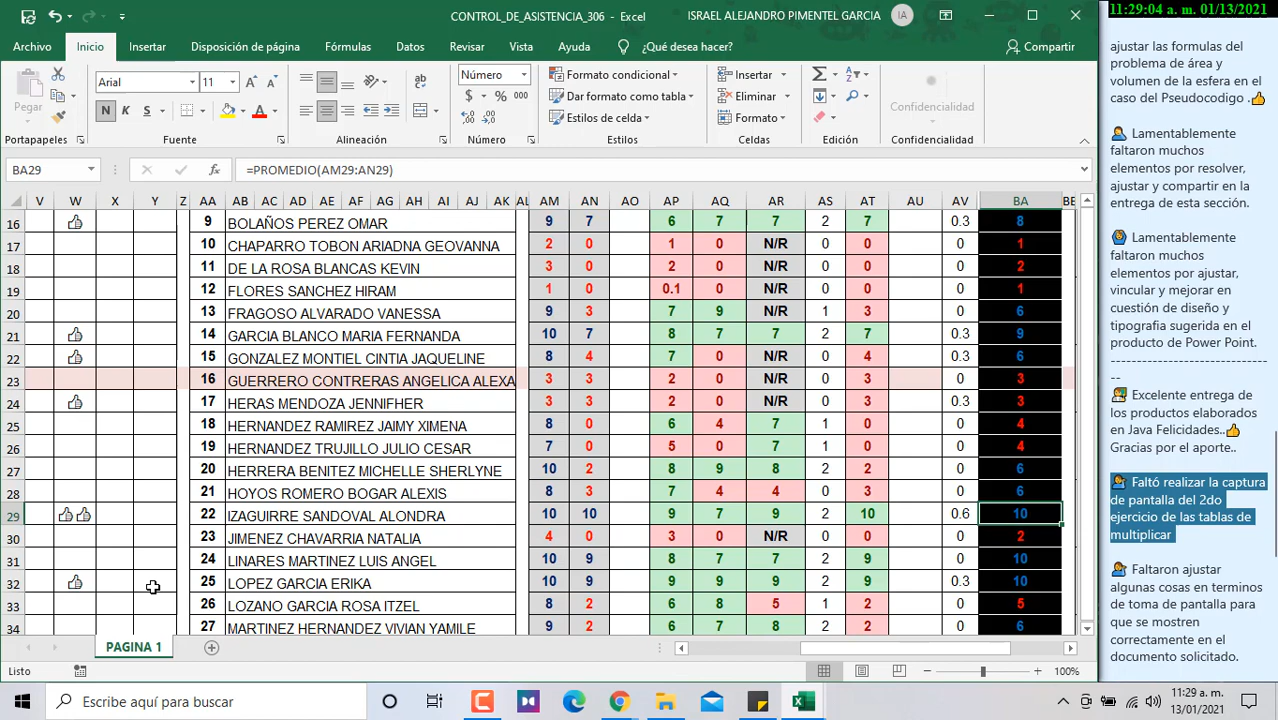 CONTROL_DE_ASISTENCIA_306 - Excel
ISRAEL ALEJANDRO PIMENTEL GARCIA
IA
Archivo Inicio Insertar Disposición de página Fórmulas Datos Revisar Vista Ayuda ¿Qué desea hacer? Compartir
Pegar
Arial 11
N K S
ab
Número
$ % 000
Formato condicional
Dar formato como tabla
Estilos de celda
Insertar
Eliminar
Formato
Confidencialidad
Portapapeles Fuente Alineación Número Estilos Celdas Edición Confidencialidad
BA29 fx =PROMEDIO(AM29:AN29)
V W X Y Z AA AB AC AD AE AF AG AH AI AJ AK AL AM AN AO AP AQ AR AS AT AU AV BA BE
16 9 BOLAÑOS PEREZ OMAR 9 7 6 7 7 2 7 0.3 8
17 10 CHAPARRO TOBON ARIADNA GEOVANNA 2 0 1 0 N/R 0 0 0 1
18 11 DE LA ROSA BLANCAS KEVIN 3 0 2 0 N/R 0 0 0 2
19 12 FLORES SANCHEZ HIRAM 1 0 0.1 0 N/R 0 0 0 1
20 13 FRAGOSO ALVARADO VANESSA 9 3 7 9 7 1 3 0 6
21 14 GARCIA BLANCO MARIA FERNANDA 10 7 8 7 7 2 7 0.3 9
22 15 GONZALEZ MONTIEL CINTIA JAQUELINE 8 4 7 0 N/R 0 4 0.3 6
23 16 GUERRERO CONTRERAS ANGELICA ALEXA 3 3 2 0 N/R 0 3 0 3
24 17 HERAS MENDOZA JENNIFHER 3 3 2 0 N/R 0 3 0.3 3
25 18 HERNANDEZ RAMIREZ JAIMY XIMENA 8 0 6 4 7 1 0 0 4
26 19 HERNANDEZ TRUJILLO JULIO CESAR 7 0 5 0 7 1 0 0 4
27 20 HERRERA BENITEZ MICHELLE SHERLYNE 10 2 8 9 8 2 2 0 6
28 21 HOYOS ROMERO BOGAR ALEXIS 8 3 7 4 4 0 3 0 6
29 22 IZAGUIRRE SANDOVAL ALONDRA 10 10 9 7 9 2 10 0.6 10
30 23 JIMENEZ CHAVARRIA NATALIA 4 0 3 0 N/R 0 0 0 2
31 24 LINARES MARTINEZ LUIS ANGEL 10 9 8 7 7 2 9 0 10
32 25 LOPEZ GARCIA ERIKA 10 9 9 9 9 2 9 0.3 10
33 26 LOZANO GARCIA ROSA ITZEL 8 2 6 8 5 1 2 0 5
34 27 MARTINEZ HERNANDEZ VIVIAN YAMILE 9 2 6 7 8 2 2 0 6
PAGINA 1
Listo 100%
Escribe aquí para buscar
11:29 a. m.
13/01/2021
11:29:04 a. m. 01/13/2021
ajustar las formulas del
problema de área y
volumen de la esfera en el
caso del Pseudocodigo .👍
Lamentablemente
faltaron muchos
elementos por resolver,
ajustar y compartir en la
entrega de esta sección.
Lamentablemente
faltaron muchos
elementos por ajustar,
vincular y mejorar en
cuestión de diseño y
tipografia sugerida en el
producto de Power Point.
---------------------------
--
Excelente entrega de
los productos elaborados
en Java Felicidades..👍
Gracias por el aporte..
Faltó realizar la captura
de pantalla del 2do
ejercicio de las tablas de
multiplicar
Faltaron ajustar
algunas cosas en terminos
de toma de pantalla para
que se mostren
correctamente en el
documento solicitado.